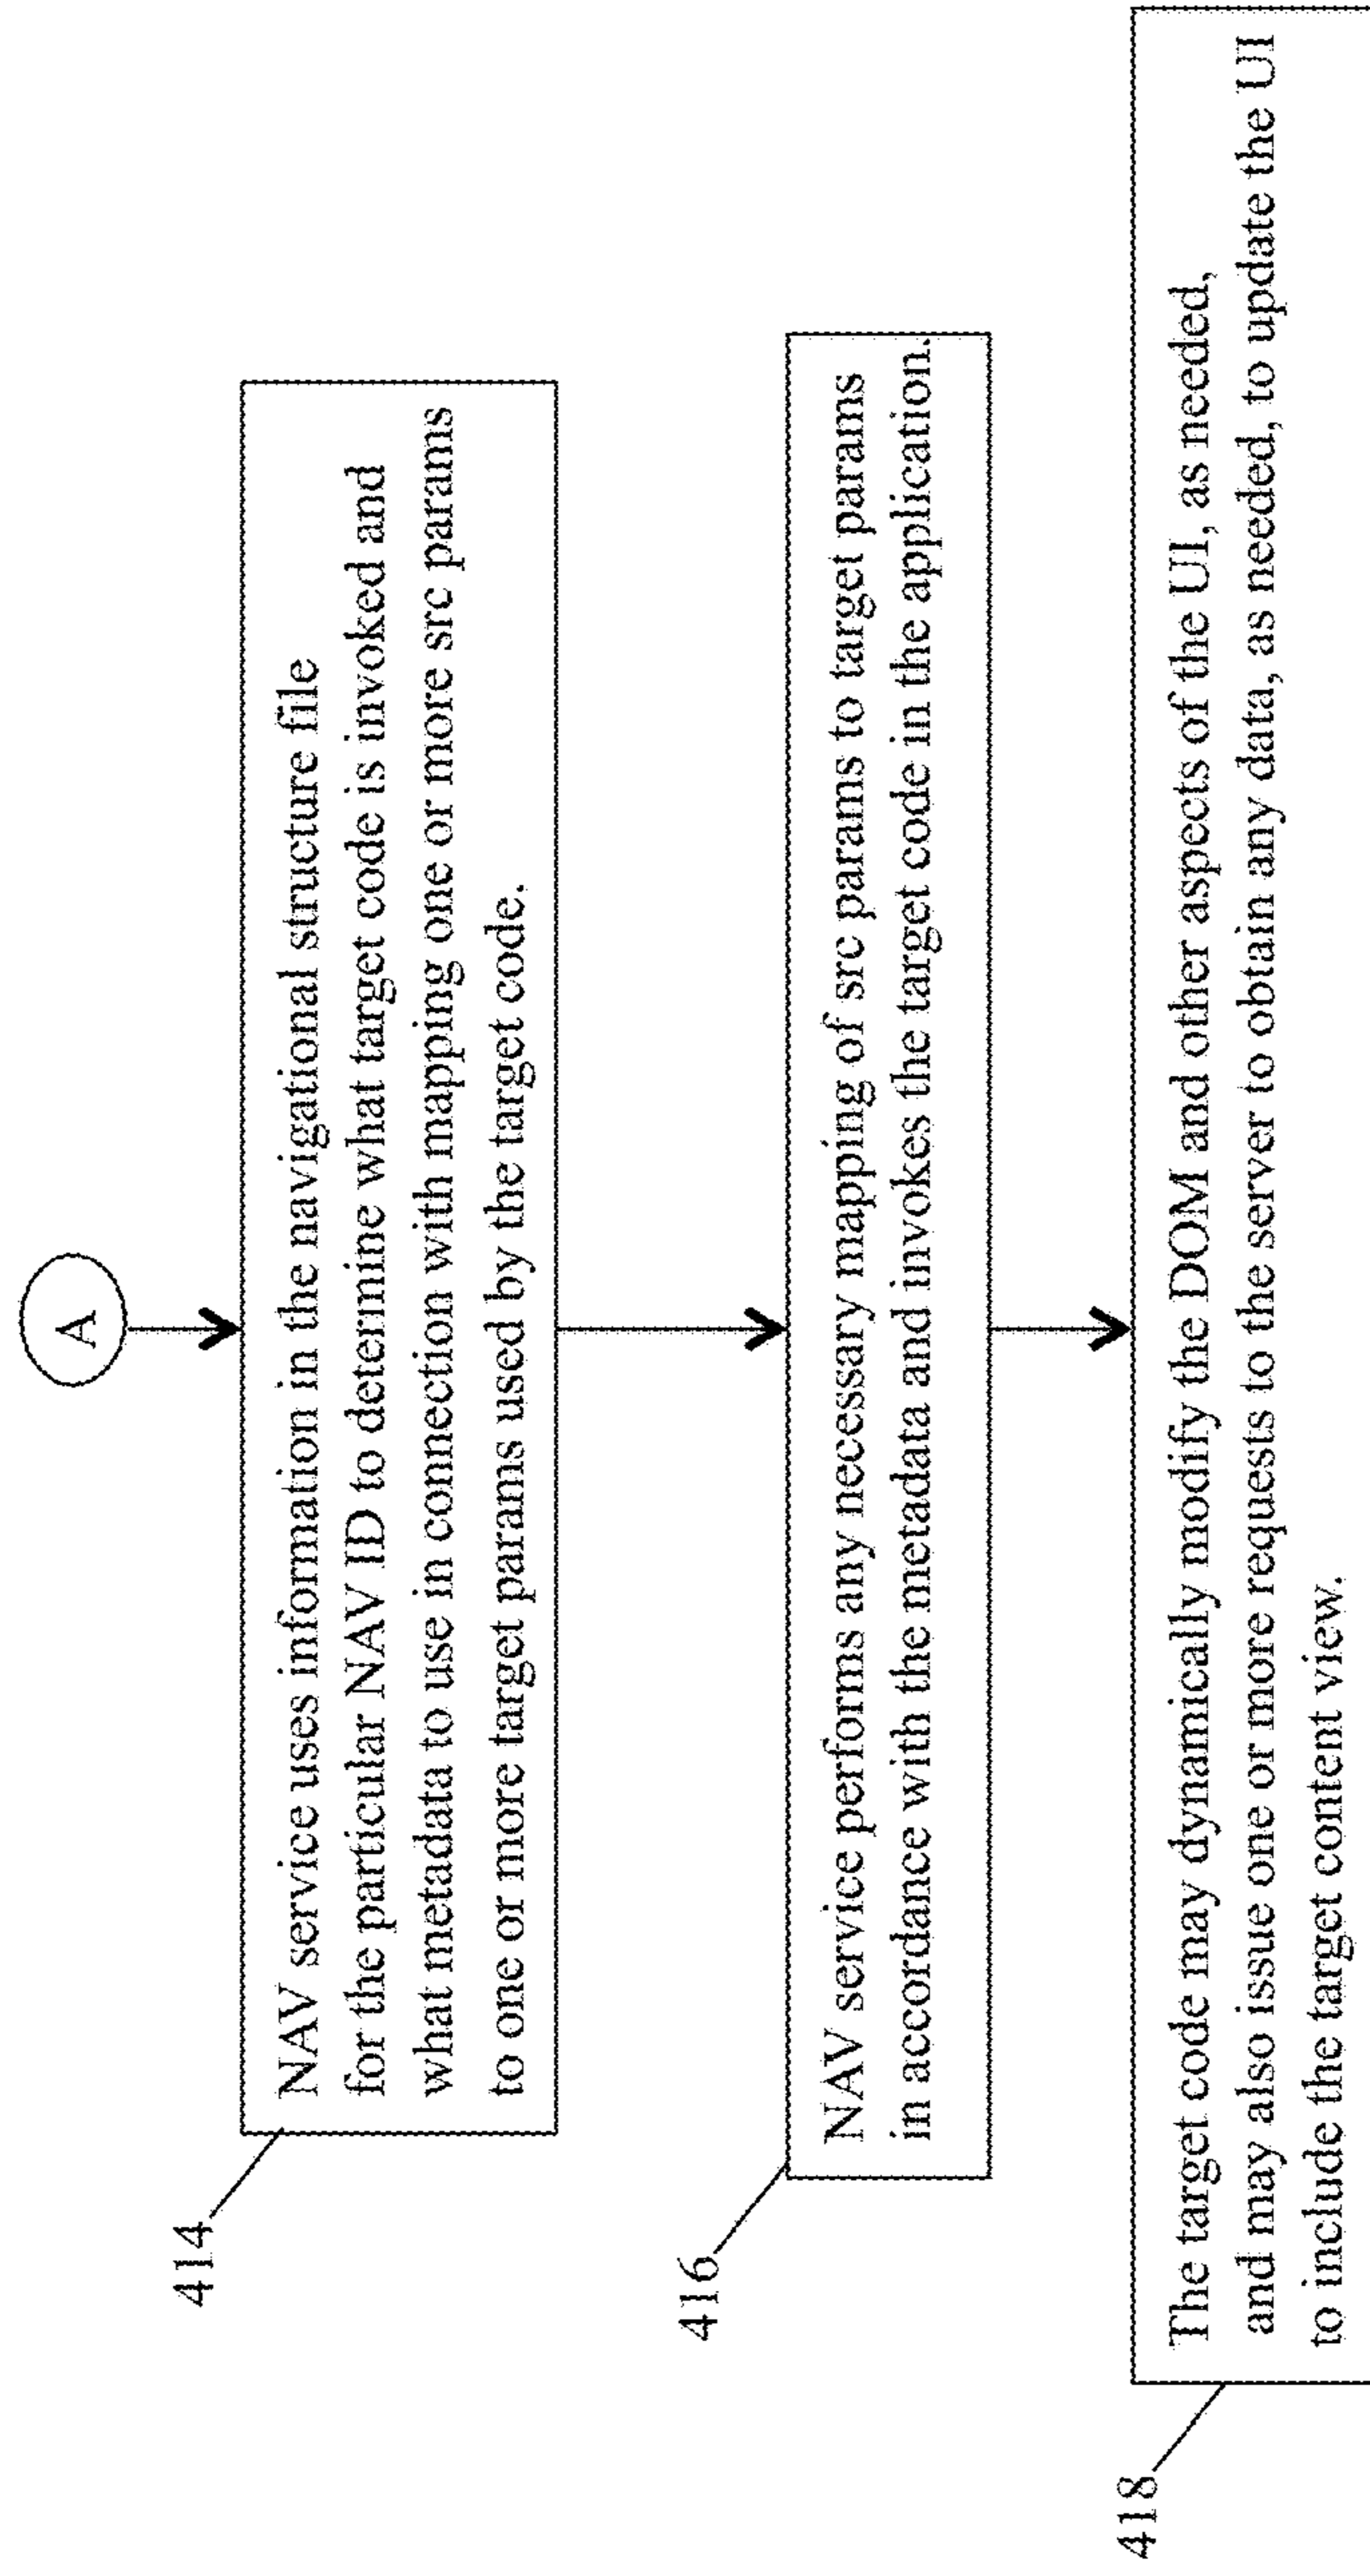 A
414
NAV service uses information in the navigational structure file
for the particular NAV ID to determine what target code is invoked and
what metadata to use in connection with mapping one or more src params
to one or more target params used by the target code.
416
NAV service performs any necessary mapping of src params to target params
in accordance with the metadata and invokes the target code in the application.
418
The target code may dynamically modify the DOM and other aspects of the UI, as needed,
and may also issue one or more requests to the server to obtain any data, as needed, to update the UI
to include the target content view.